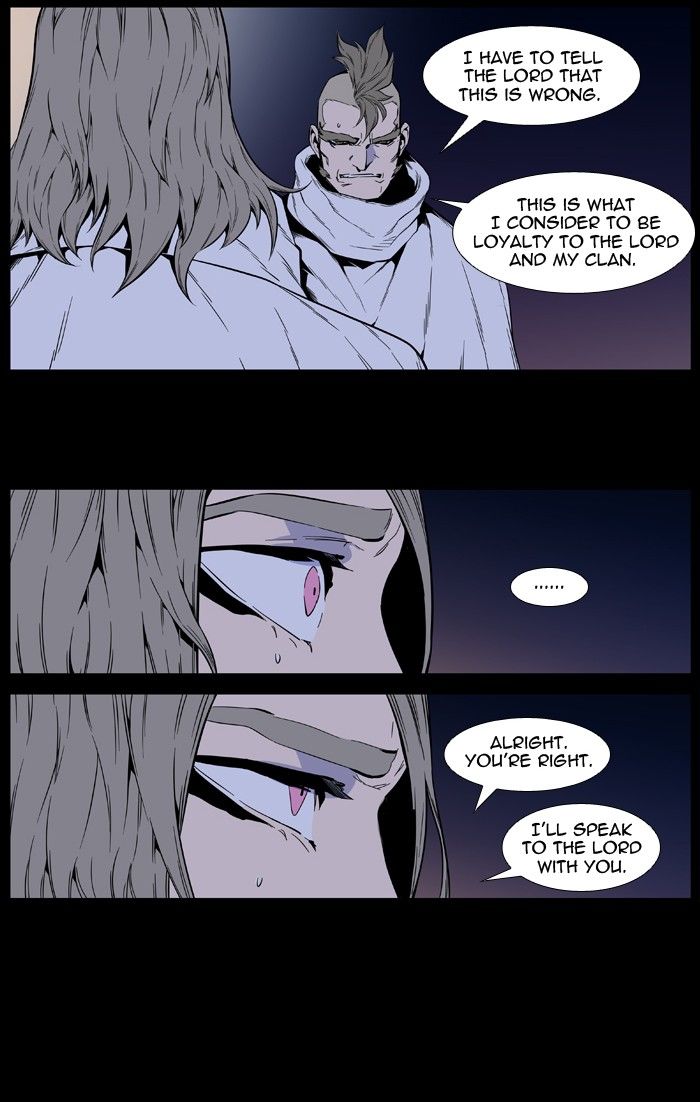 I HAVE TO TELL
THE LORD THAT
THIS IS WRONG.
THIS IS WHAT
I CONSIDER TO BE
LOYALTY TO THE LORD
AND MY CLAN.
......
ALRIGHT.
YOU'RE RIGHT.
I'LL SPEAK
TO THE LORD
WITH YOU.